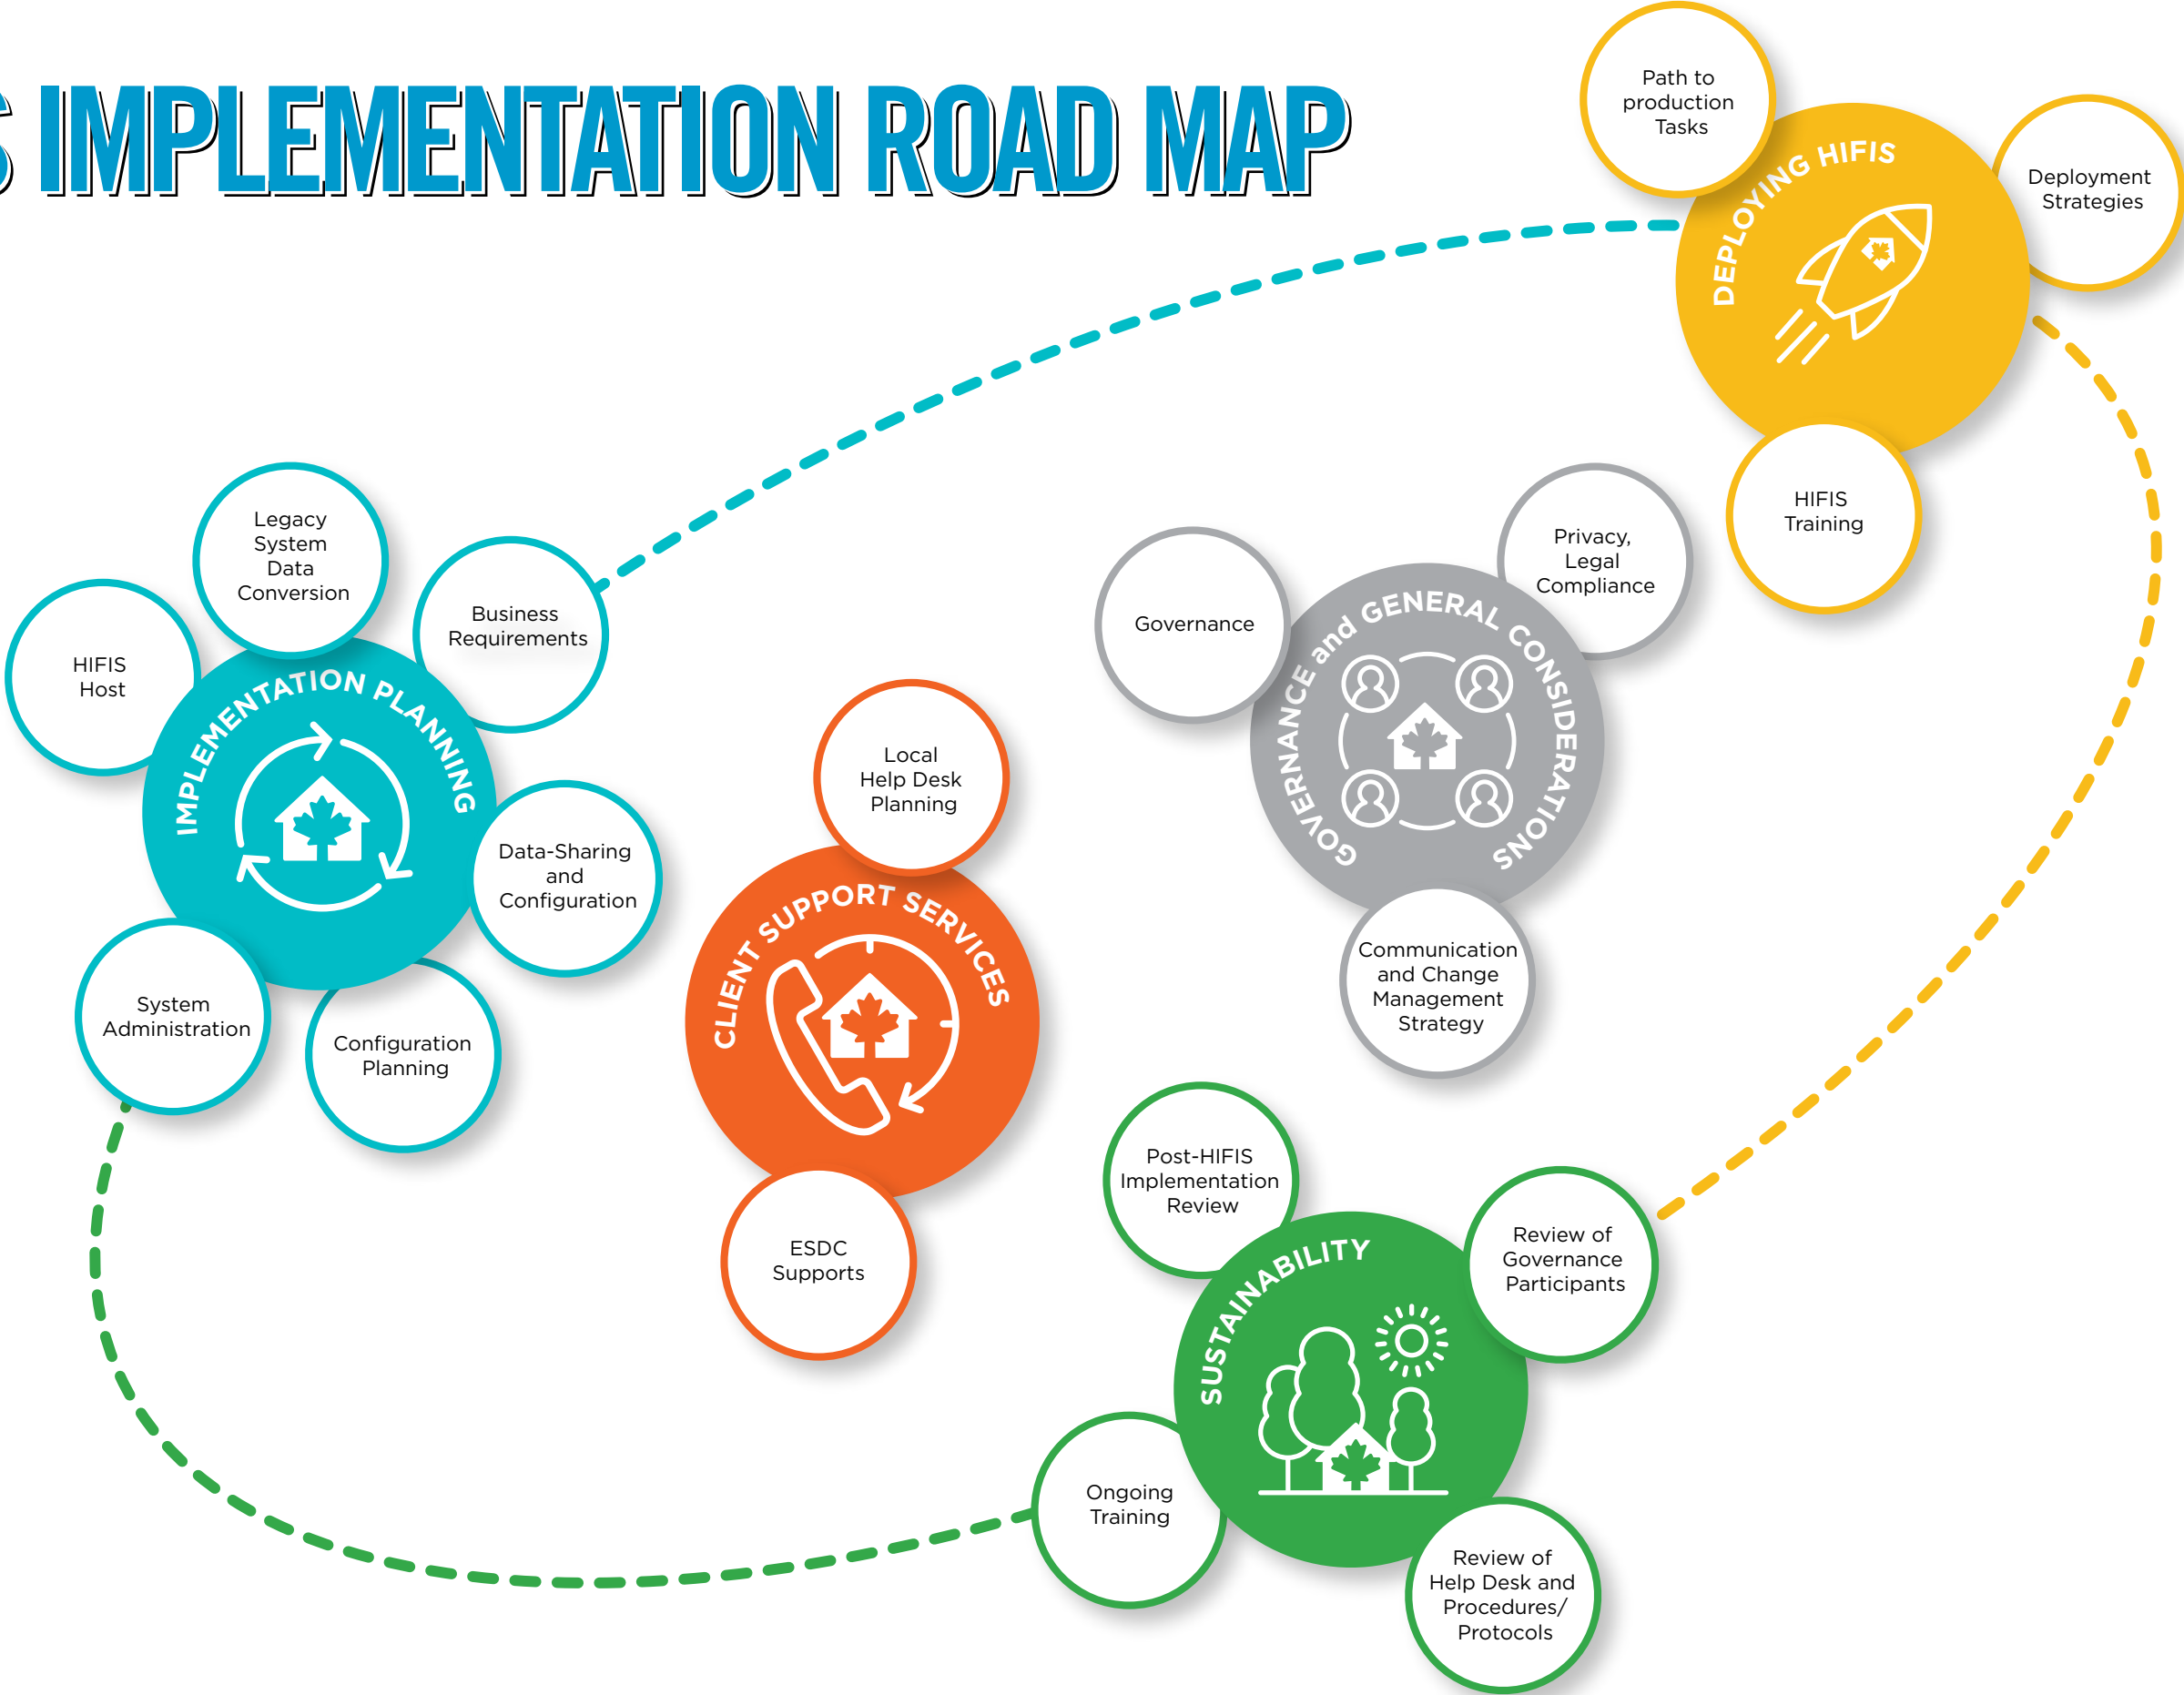 S IMPLEMENTATION ROAD MAP
Path to
production
Tasks
DEPLOYING HIFIS
Deployment
Strategies
HIFIS
Training
Legacy
System
Data
Conversion
Business
Requirements
HIFIS
Host
IMPLEMENTATION PLANNING
Data-Sharing
and
Configuration
System
Administration
Configuration
Planning
Local
Help Desk
Planning
CLIENT SUPPORT SERVICES
ESDC
Supports
Governance
Privacy,
Legal
Compliance
GOVERNANCE and GENERAL CONSIDERATIONS
Communication
and Change
Management
Strategy
Post-HIFIS
Implementation
Review
SUSTAINABILITY
Review of
Governance
Participants
Ongoing
Training
Review of
Help Desk and
Procedures/
Protocols